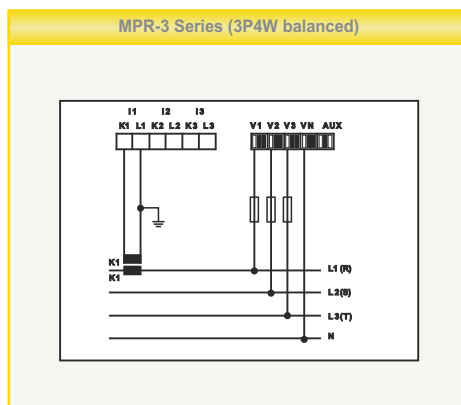 MPR-3 Series (3P4W balanced)
I1 I2 I3
K1 L1 K2 L2 K3 L3 V1 V2 V3 VN AUX
K1
K1
L1 (R)
L2(S)
L3(T)
N